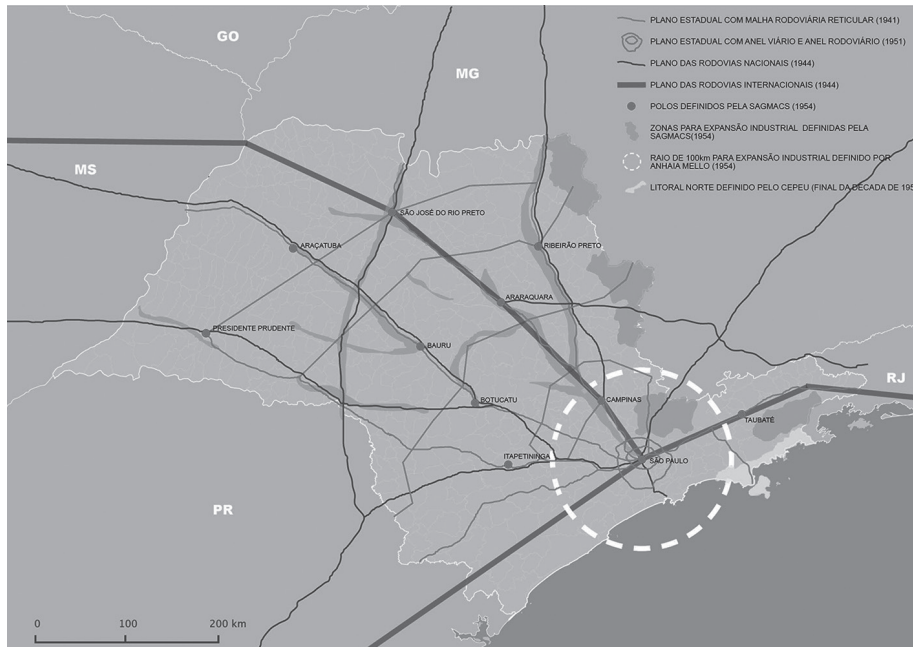 GO
MG
MS
PR
RJ
PLANO ESTADUAL COM MALHA RODOVIÁRIA RETICULAR (1941)
PLANO ESTADUAL COM ANEL VIÁRIO E ANEL RODOVIÁRIO (1951)
PLANO DAS RODOVIAS NACIONAIS (1944)
PLANO DAS RODOVIAS INTERNACIONAIS (1944)
POLOS DEFINIDOS PELA SAGMACS (1954)
ZONAS PARA EXPANSÃO INDUSTRIAL DEFINIDAS PELA
SAGMACS(1954)
RAIO DE 100km PARA EXPANSÃO INDUSTRIAL DEFINIDO POR
ANHAIA MELLO (1954)
LITORAL NORTE DEFINIDO PELO CEPEU (FINAL DA DÉCADA DE 195
SÃO JOSÉ DO RIO PRETO
ARAÇATUBA
RIBEIRÃO PRETO
ARARAQUARA
PRESIDENTE PRUDENTE
BAURU
BOTUCATU
CAMPINAS
TAUBATÉ
ITAPETININGA
SÃO PAULO
0 100 200 km